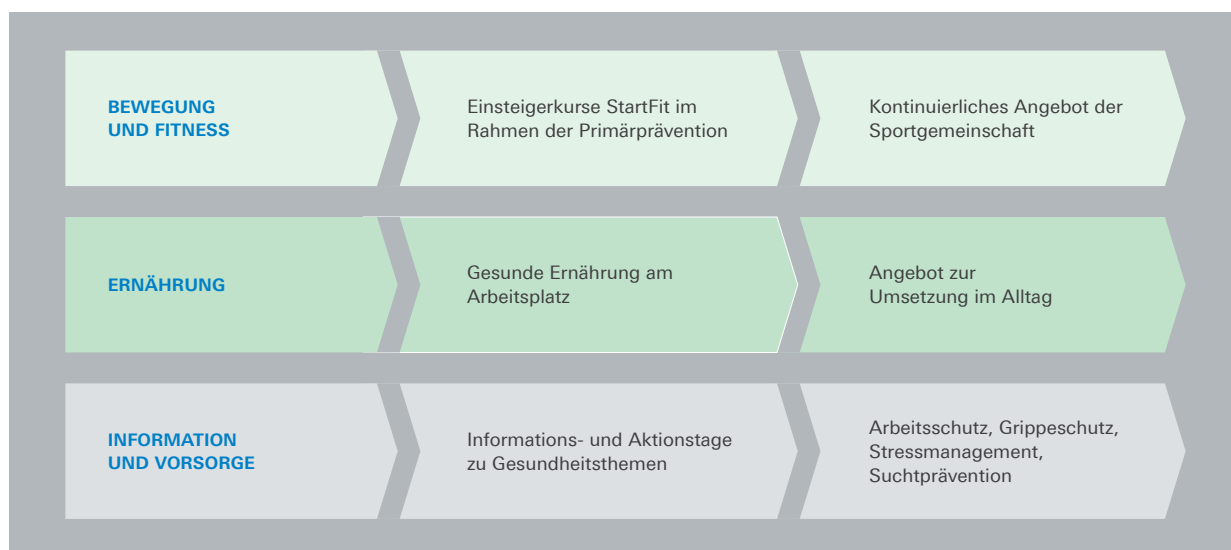 BEWEGUNG
UND FITNESS
Einsteigerkurse StartFit im
Rahmen der Primärprävention
Kontinuierliches Angebot der
Sportgemeinschaft
ERNÄHRUNG
Gesunde Ernährung am
Arbeitsplatz
Angebot zur
Umsetzung im Alltag
INFORMATION
UND VORSORGE
Informations- und Aktionstage
zu Gesundheitsthemen
Arbeitsschutz, Grippeschutz,
Stressmanagement,
Suchtprävention